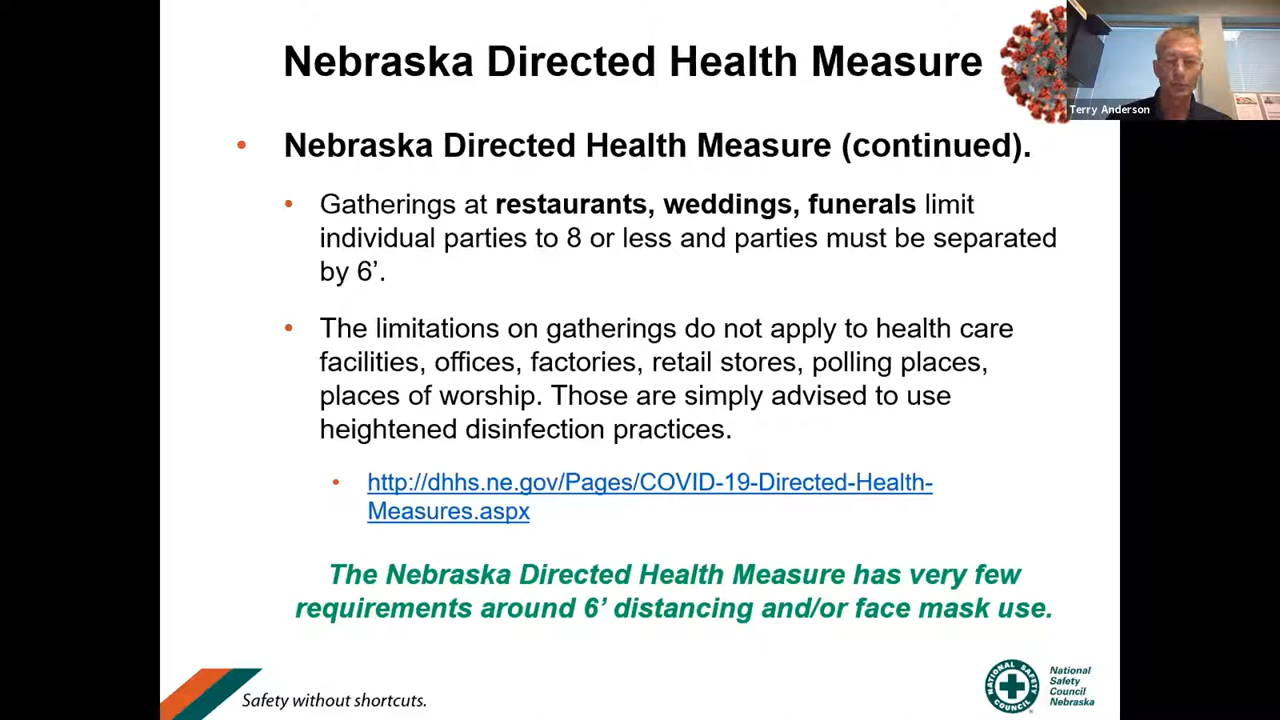 Nebraska Directed Health Measure
Terry Anderson
• Nebraska Directed Health Measure (continued).
• Gatherings at restaurants, weddings, funerals limit
individual parties to 8 or less and parties must be separated
by 6’.
• The limitations on gatherings do not apply to health care
facilities, offices, factories, retail stores, polling places,
places of worship. Those are simply advised to use
heightened disinfection practices.
• http://dhhs.ne.gov/Pages/COVID-19-Directed-Health-
Measures.aspx
The Nebraska Directed Health Measure has very few
requirements around 6’ distancing and/or face mask use.
Safety without shortcuts.
NATIONAL SAFETY COUNCIL
National
Safety
Council
Nebraska